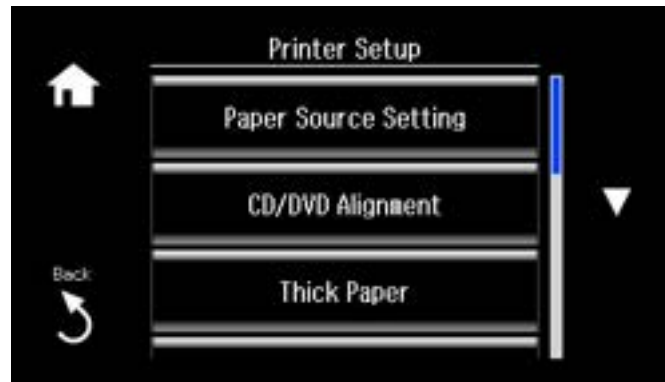 Printer Setup
Paper Source Setting
CD/DVD Alignment
Back
Thick Paper